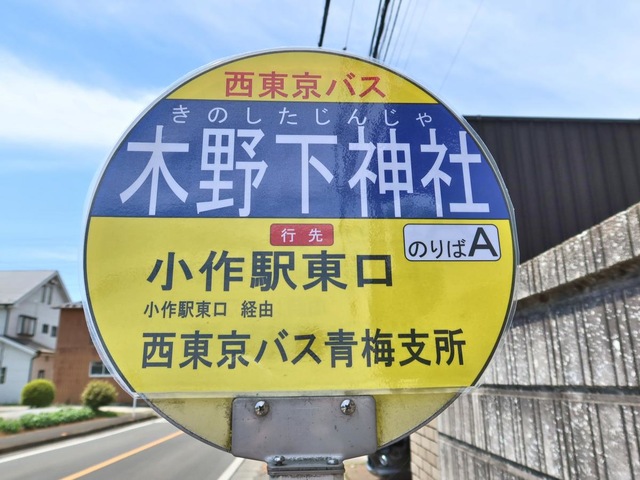 西東京バス
きのしたじんじゃ
木野下神社
行先
のりばA
小作駅東口
小作駅東口 経由
西東京バス青梅支所